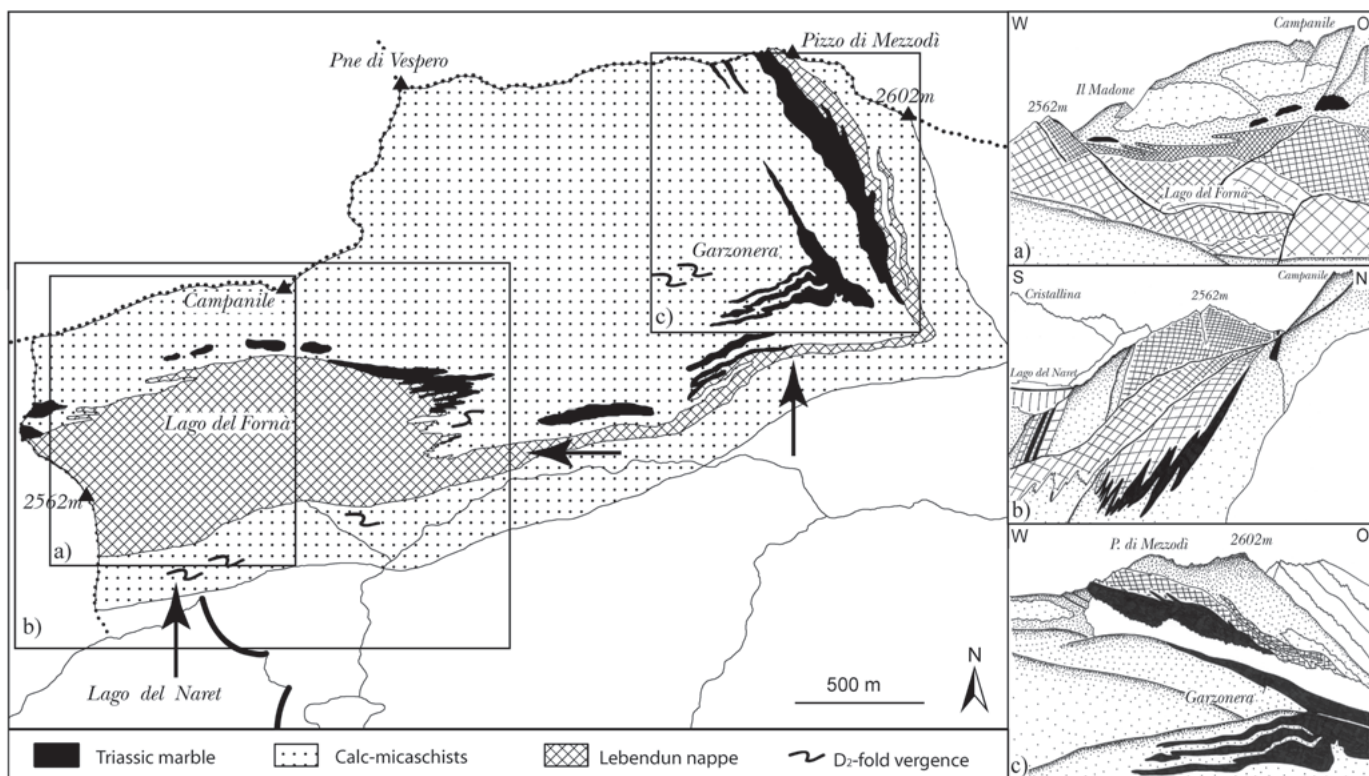 Pne di Vespero
Pizzo di Mezzodì
2602m
Garzonera
c)
Campanile
Lago del Fornà
2562m
a)
b)
Lago del Naret
500 m
N
Triassic marble
Calc-micaschists
Lebendun nappe
D2-fold vergence
W
O
Campanile
Il Madone
2562m
Lago del Fornà
a)
S
N
Campanile
Cristallina
2562m
Lago del Naret
b)
W
O
P. di Mezzodì
2602m
Garzonera
c)